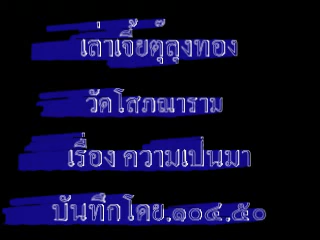 เล่าเจี้ยตุ๊ลุงทอง
วัดโสภณาราม
เรื่อง ความเป็นมา
บันทึกโดย.๑๐๔.๕๐